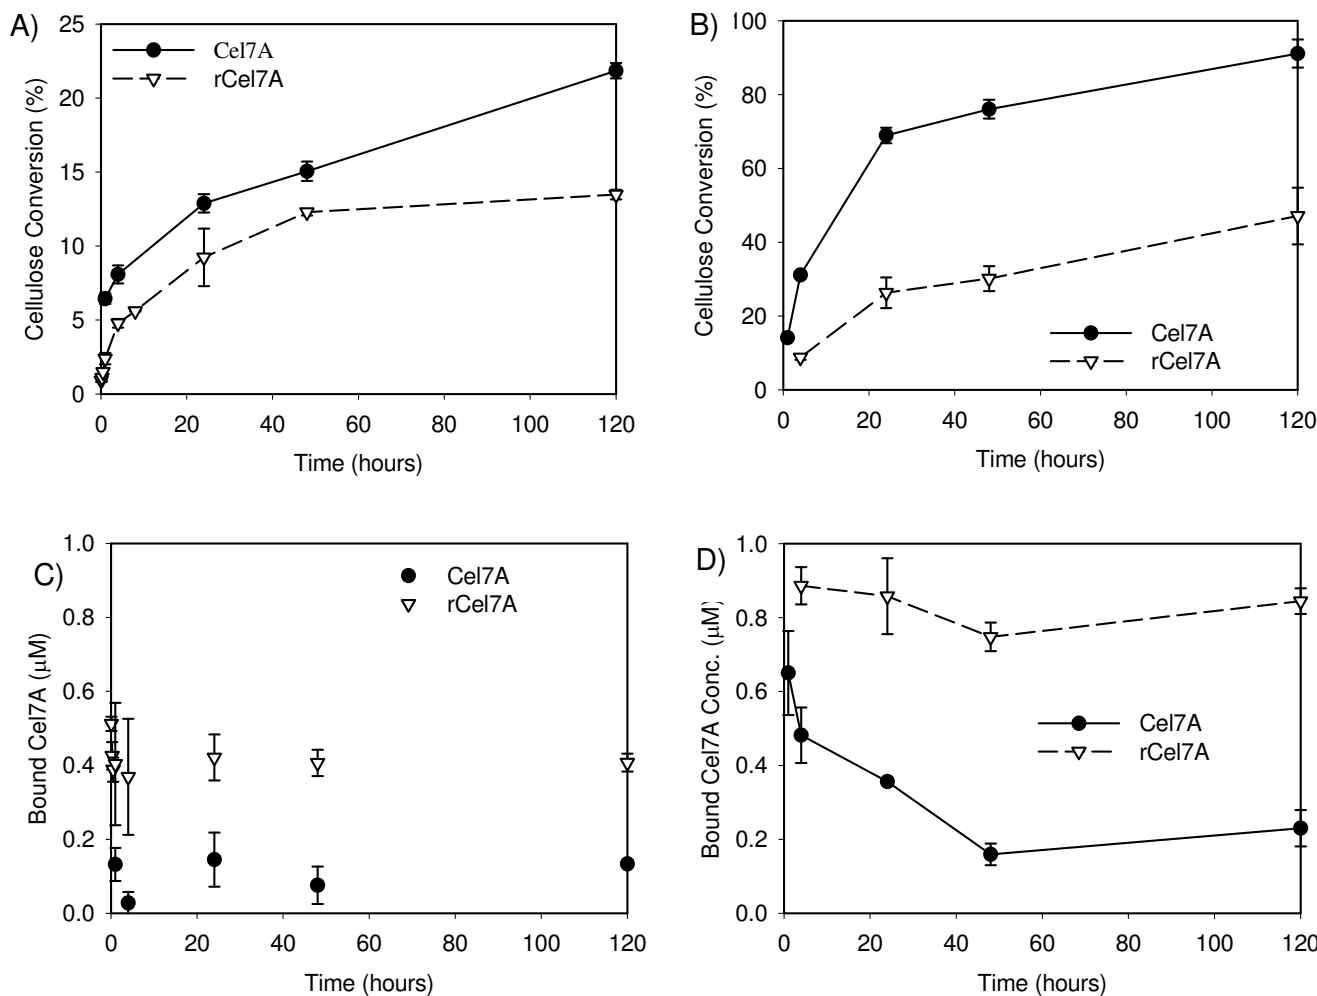 A)
25
20
15
10
5
0
Cellulose Conversion (%)
Cel7A
rCel7A
0 20 40 60 80 100 120
Time (hours)
B)
100
80
60
40
20
0
Cellulose Conversion (%)
Cel7A
rCel7A
0 20 40 60 80 100 120
Time (hours)
C)
1.0
0.8
0.6
0.4
0.2
0.0
Bound Cel7A (μM)
Cel7A
rCel7A
0 20 40 60 80 100 120
Time (hours)
D)
1.0
0.8
0.6
0.4
0.2
0.0
Bound Cel7A Conc. (μM)
Cel7A
rCel7A
0 20 40 60 80 100 120
Time (hours)